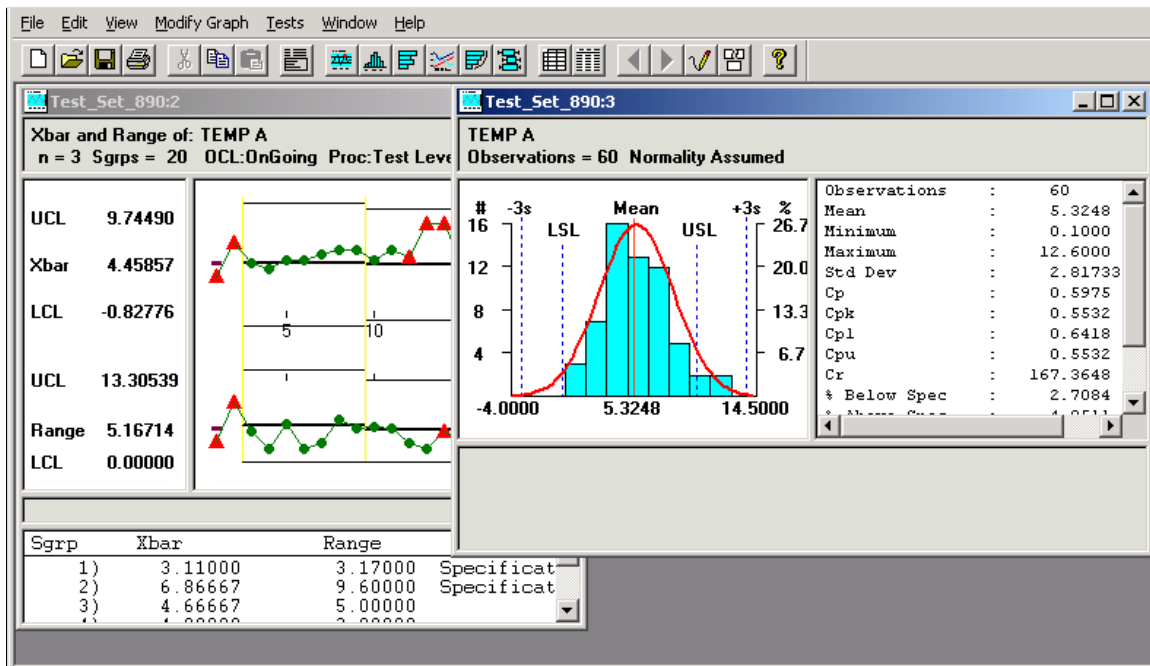 File Edit View Modify Graph Tests Window Help
Test_Set_890:2
Xbar and Range of: TEMP A
n = 3 Sgrps = 20 OCL:OnGoing Proc:Test Leve
UCL 9.74490
Xbar 4.45857
LCL -0.82776
5 10
UCL 13.30539
Range 5.16714
LCL 0.00000
Sgrp Xbar Range
1) 3.11000 3.17000 Specificat
2) 6.86667 9.60000 Specificat
3) 4.66667 5.00000
Test_Set_890:3
TEMP A
Observations = 60 Normality Assumed
# -3s Mean +3s %
16 LSL USL 26.7
12 20.0
8 13.3
4 6.7
-4.0000 5.3248 14.5000
Observations : 60
Mean : 5.3248
Minimum : 0.1000
Maximum : 12.6000
Std Dev : 2.81733
Cp : 0.5975
Cpk : 0.5532
Cpl : 0.6418
Cpu : 0.5532
Cr : 167.3648
% Below Spec : 2.7084